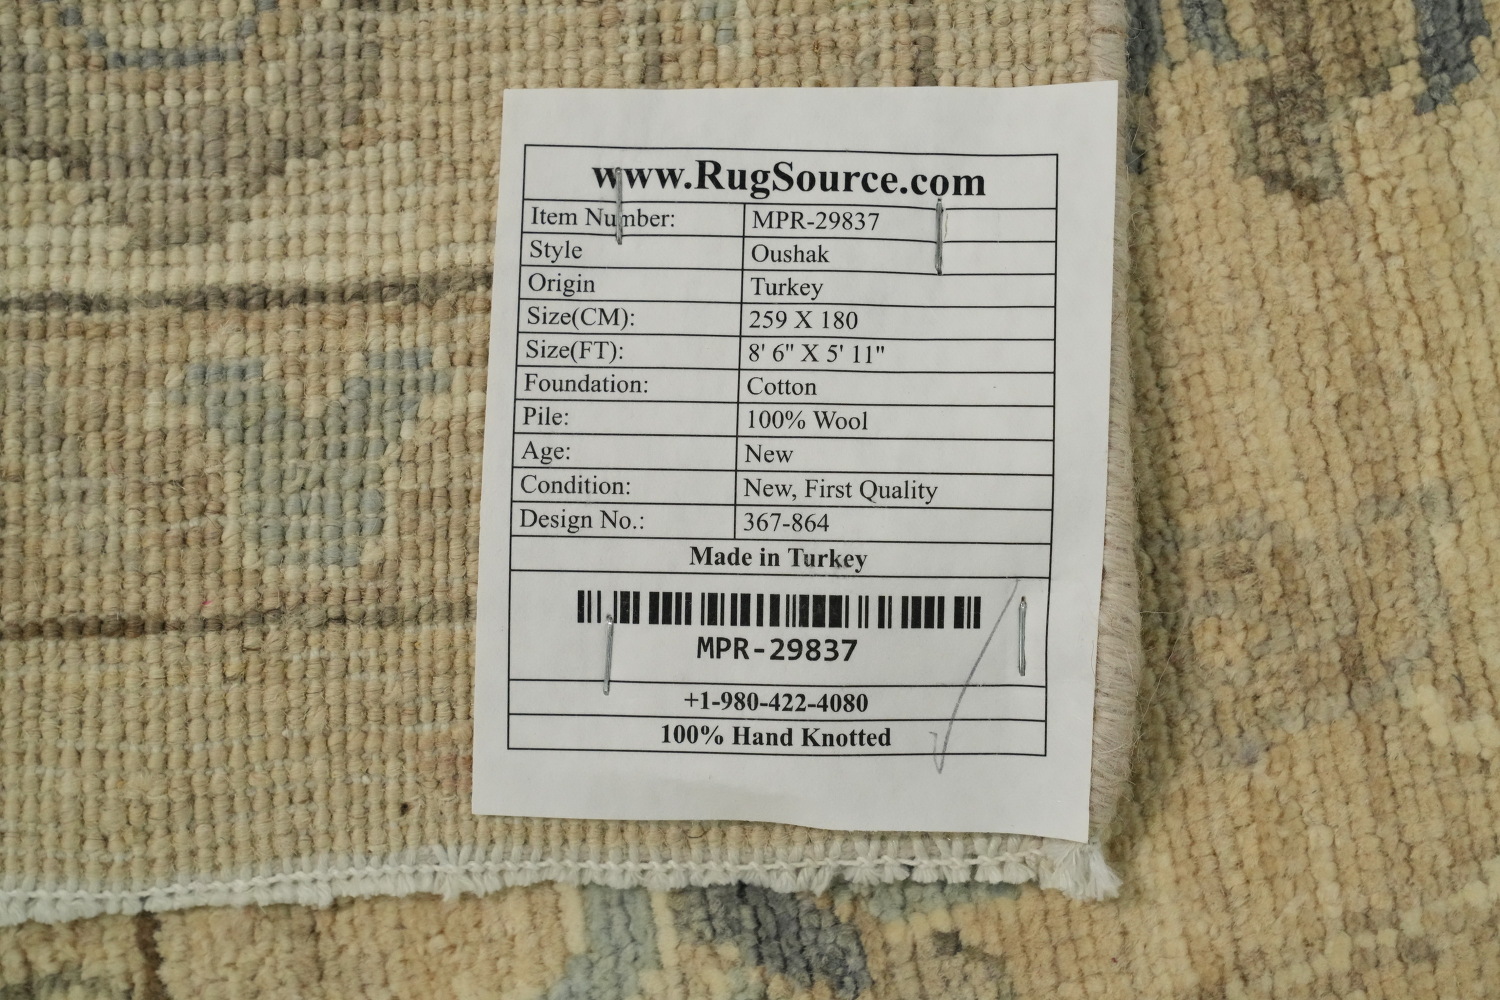 www.RugSource.com
Item Number: MPR-29837
Style Oushak
Origin Turkey
Size(CM): 259 X 180
Size(FT): 8' 6" X 5' 11"
Foundation: Cotton
Pile: 100% Wool
Age: New
Condition: New, First Quality
Design No.: 367-864
Made in Turkey
MPR-29837
+1-980-422-4080
100% Hand Knotted